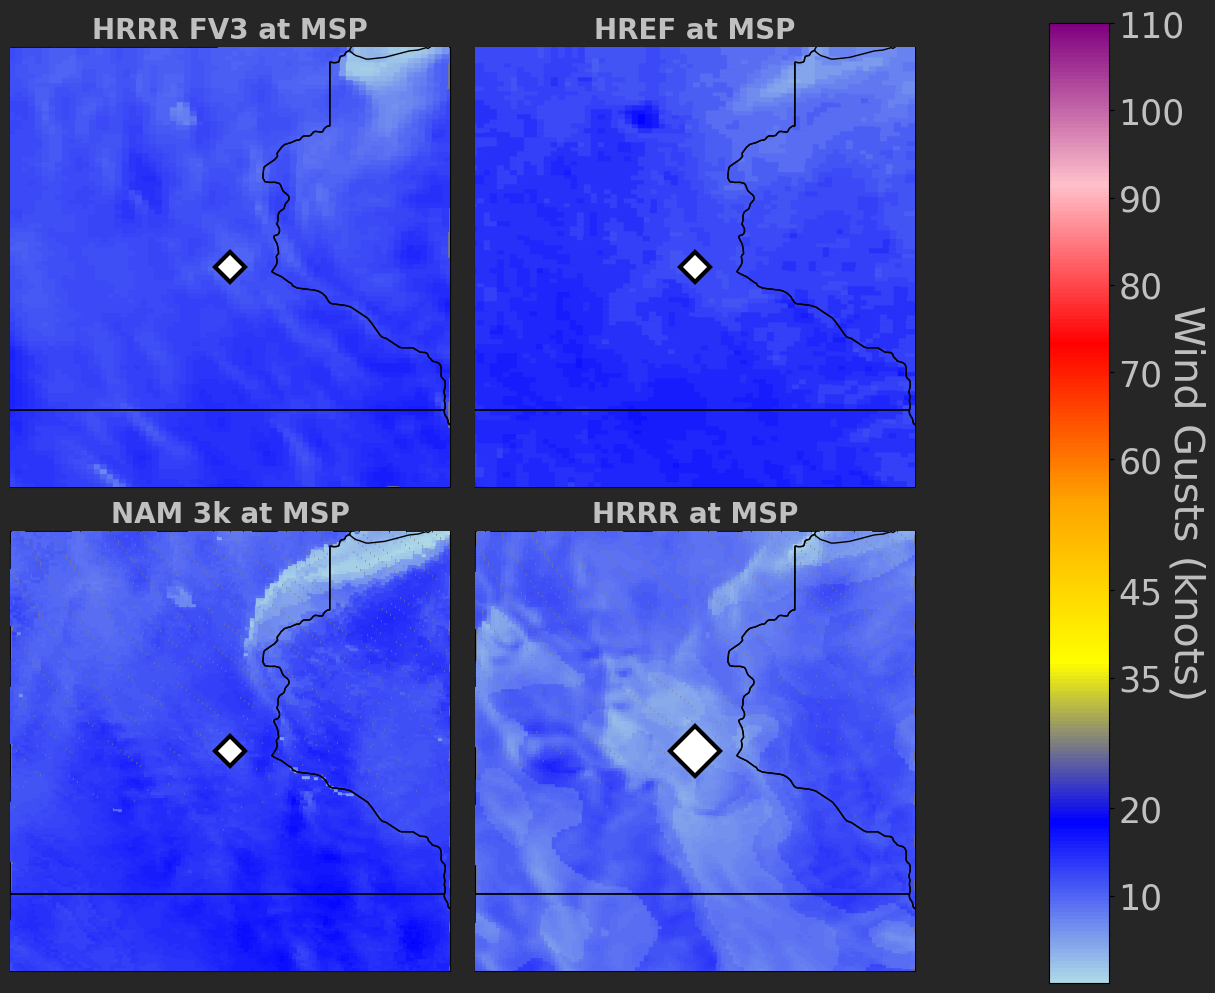 HRRR FV3 at MSP
HREF at MSP
NAM 3k at MSP
HRRR at MSP
110
100
90
80
70
60
45
35
20
10
Wind Gusts (knots)